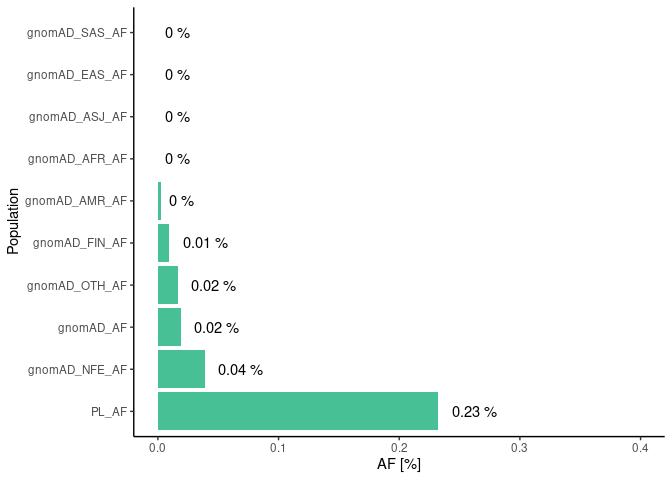 Population
gnomAD_SAS_AF 0 %
gnomAD_EAS_AF 0 %
gnomAD_ASJ_AF 0 %
gnomAD_AFR_AF 0 %
gnomAD_AMR_AF 0 %
gnomAD_FIN_AF 0.01 %
gnomAD_OTH_AF 0.02 %
gnomAD_AF 0.02 %
gnomAD_NFE_AF 0.04 %
PL_AF 0.23 %
0.0 0.1 0.2 0.3 0.4
AF [%]